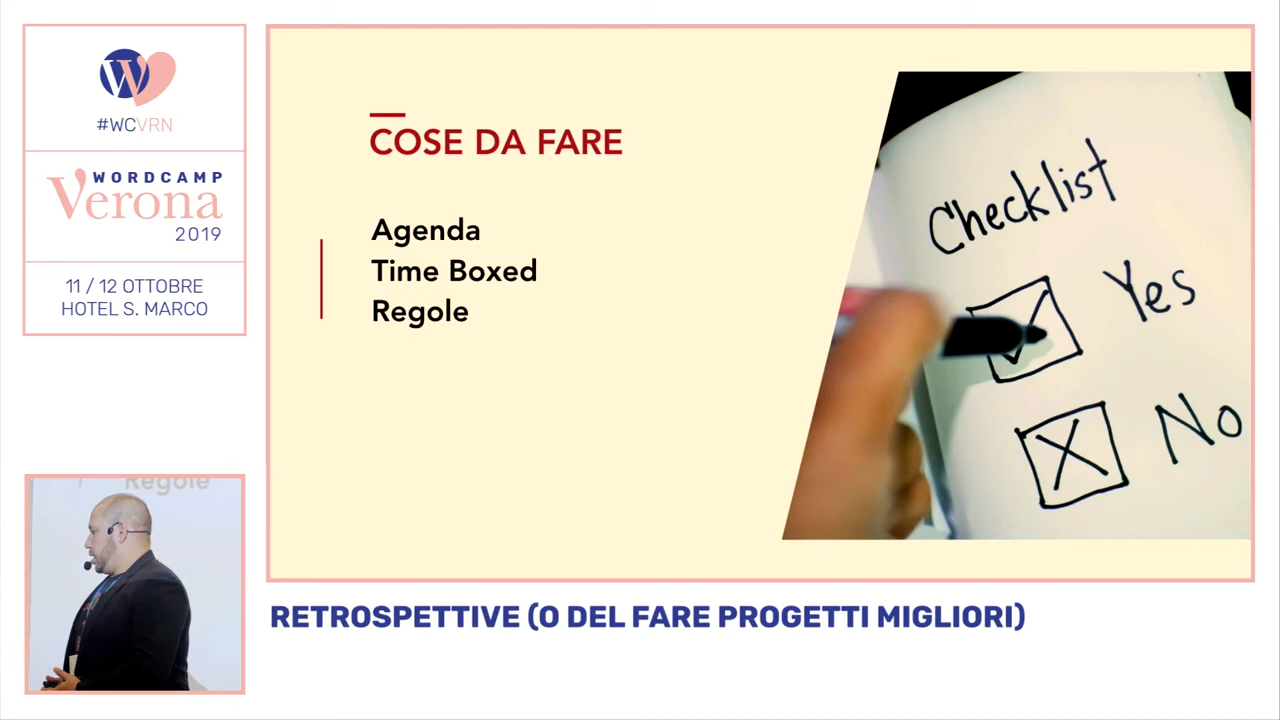 #WCVRN
WORDCAMP
Verona
2019
11 / 12 OTTOBRE
HOTEL S. MARCO
COSE DA FARE
Agenda
Time Boxed
Regole
Checklist
Yes
No
Regole
RETROSPETTIVE (O DEL FARE PROGETTI MIGLIORI)